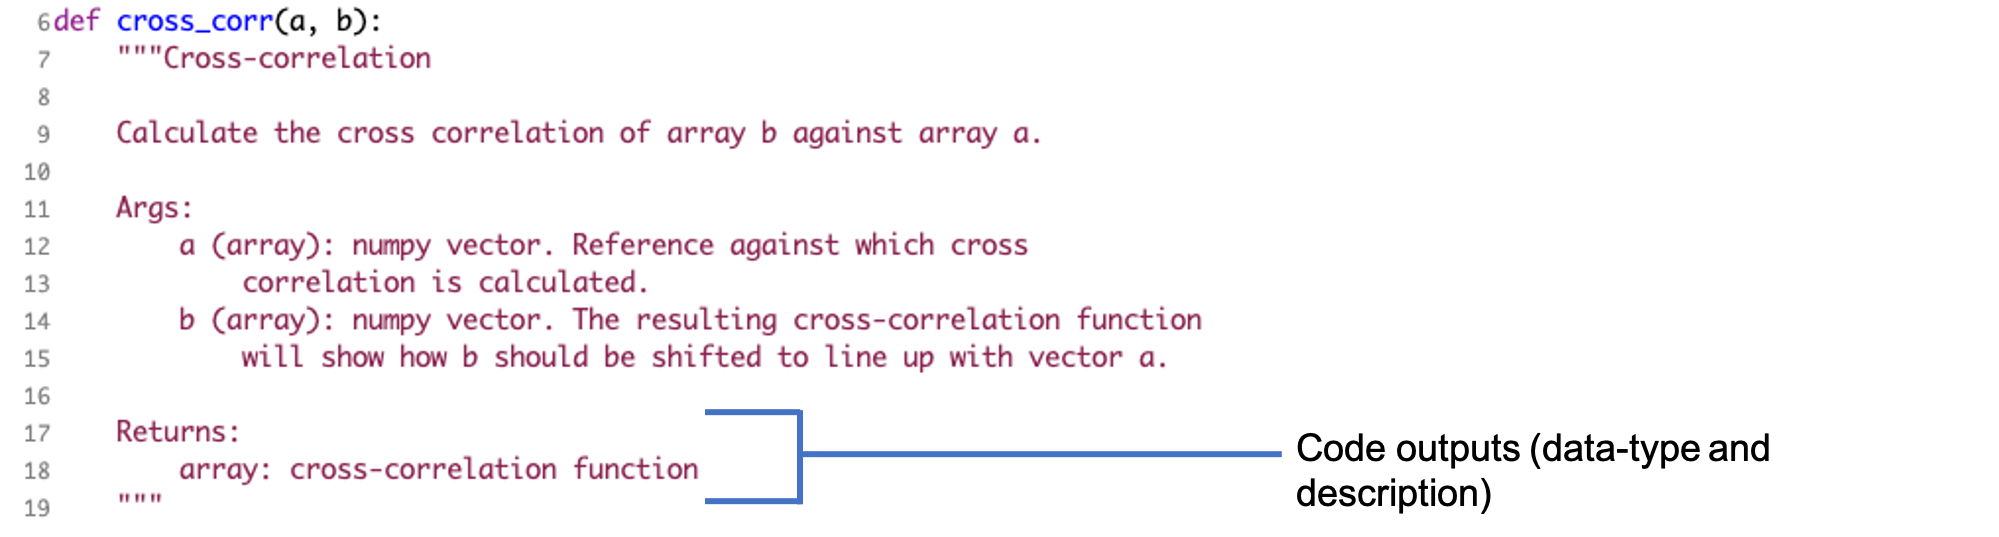 6def cross_corr(a, b):
7 """Cross-correlation
8
9 Calculate the cross correlation of array b against array a.
10
11 Args:
12 a (array): numpy vector. Reference against which cross
13 correlation is calculated.
14 b (array): numpy vector. The resulting cross-correlation function
15 will show how b should be shifted to line up with vector a.
16
17 Returns:
18 array: cross-correlation function
19 """
Code outputs (data-type and
description)